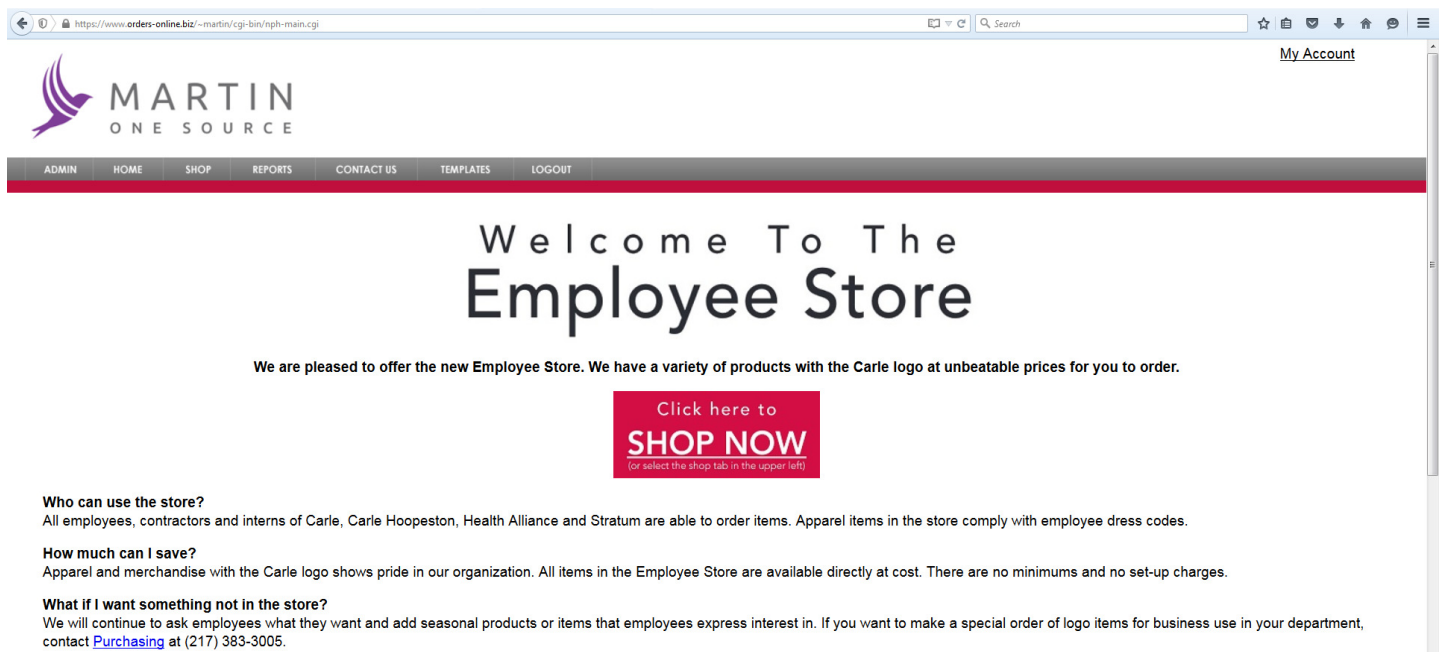 https://www.orders-online.biz/~martin/cgi-bin/nph-main.cgi
Search
My Account
MARTIN
ONE SOURCE
ADMIN HOME SHOP REPORTS CONTACT US TEMPLATES LOGOUT
Welcome To The
Employee Store
We are pleased to offer the new Employee Store. We have a variety of products with the Carle logo at unbeatable prices for you to order.
Click here to
SHOP NOW
(or select the shop tab in the upper left)
Who can use the store?
All employees, contractors and interns of Carle, Carle Hoopeston, Health Alliance and Stratum are able to order items. Apparel items in the store comply with employee dress codes.
How much can I save?
Apparel and merchandise with the Carle logo shows pride in our organization. All items in the Employee Store are available directly at cost. There are no minimums and no set-up charges.
What if I want something not in the store?
We will continue to ask employees what they want and add seasonal products or items that employees express interest in. If you want to make a special order of logo items for business use in your department,
contact Purchasing at (217) 383-3005.